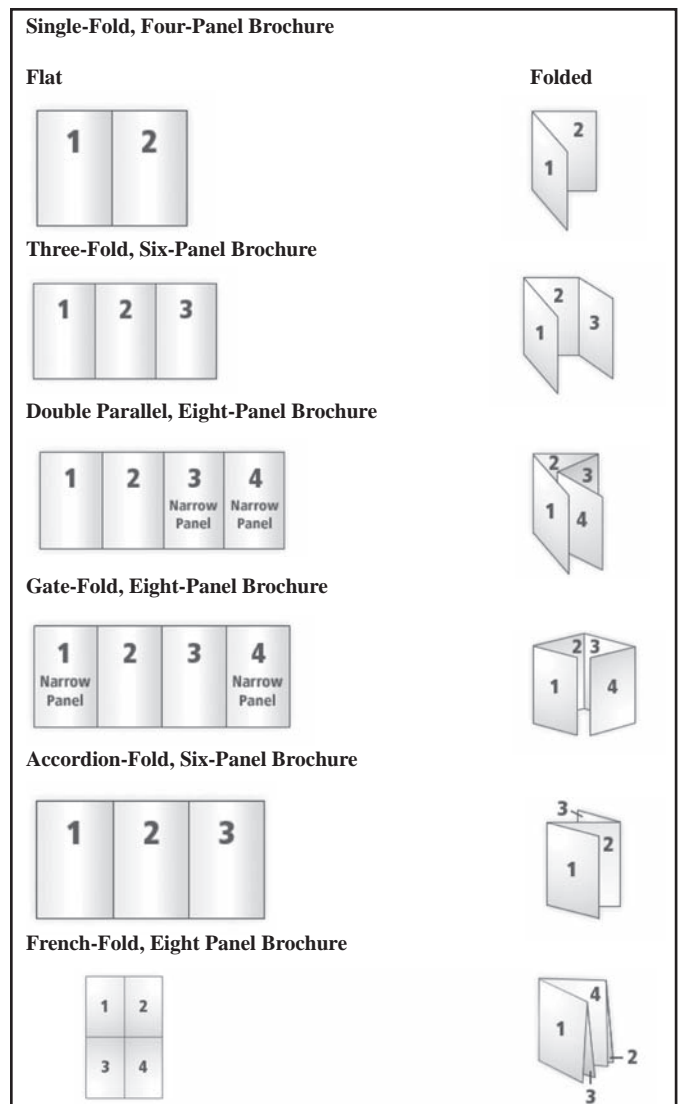 Single-Fold, Four-Panel Brochure
Flat Folded
1 2
2
1
Three-Fold, Six-Panel Brochure
1 2 3
2
1 3
Double Parallel, Eight-Panel Brochure
1 2 3 4
Narrow Narrow
Panel Panel
2 3
1 4
Gate-Fold, Eight-Panel Brochure
1 2 3 4
Narrow Narrow
Panel Panel
2 3
1 4
Accordion-Fold, Six-Panel Brochure
1 2 3
3
2
1
French-Fold, Eight Panel Brochure
1 2
3 4
4
1
2
3